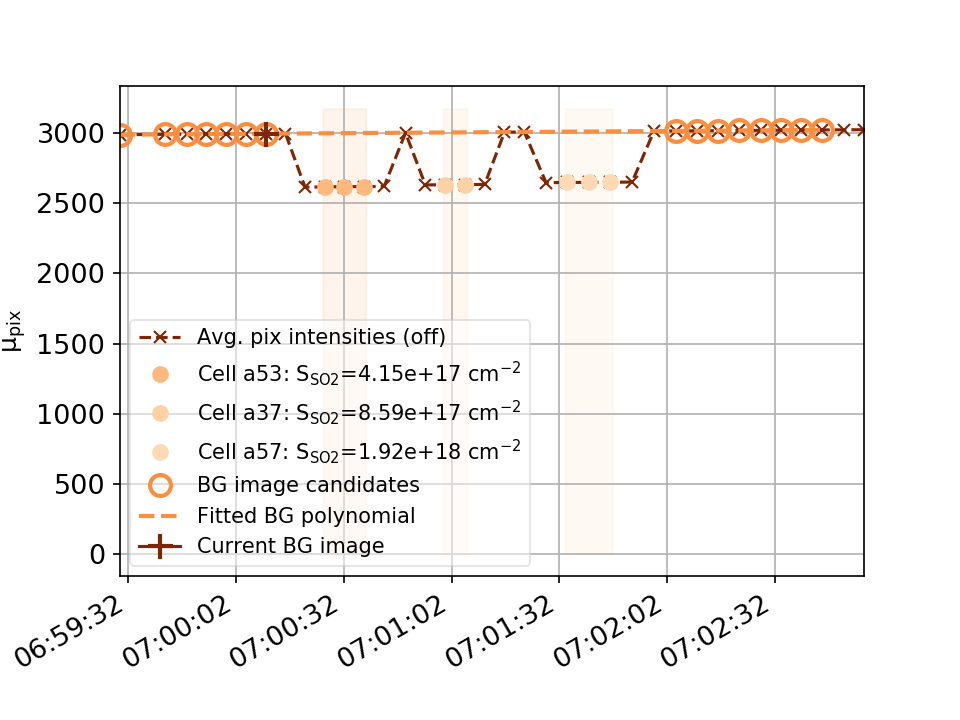 3000
2500
2000
1500
1000
500
0
μpix
Avg. pix intensities (off)
Cell a53: SSO2=4.15e+17 cm−2
Cell a37: SSO2=8.59e+17 cm−2
Cell a57: SSO2=1.92e+18 cm−2
BG image candidates
Fitted BG polynomial
Current BG image
06:59:32
07:00:02
07:00:32
07:01:02
07:01:32
07:02:02
07:02:32